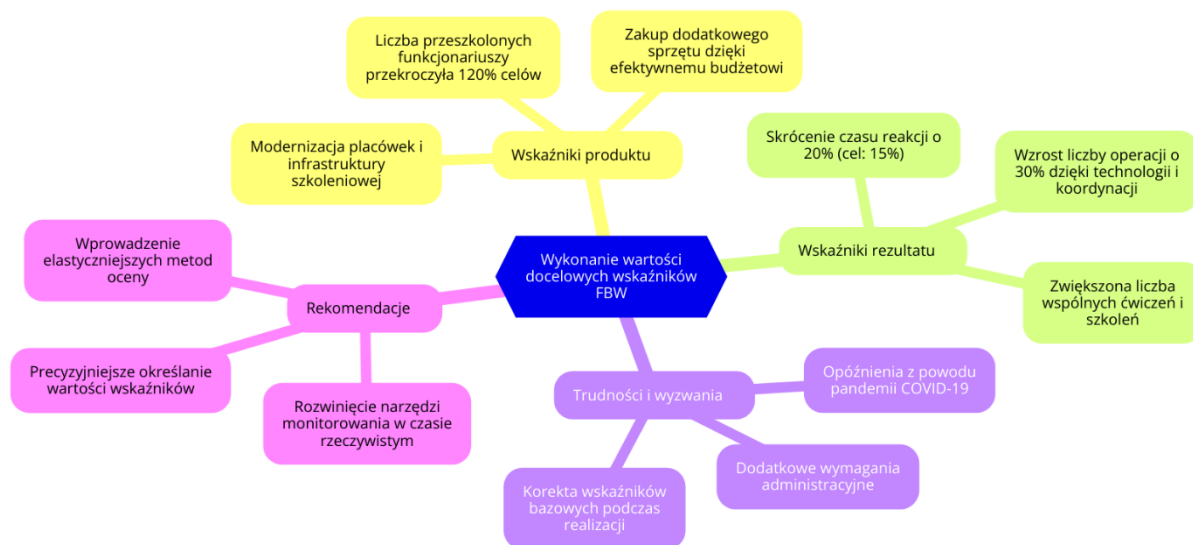 Liczba przeszkolonych
funkcjonariuszy
przekroczyła 120% celów
Zakup dodatkowego
sprzętu dzięki
efektywnemu budżetowi
Modernizacja placówek i
infrastruktury
szkoleniowej
Wskaźniki produktu
Skrócenie czasu reakcji o
20% (cel: 15%)
Wzrost liczby operacji o
30% dzięki technologii i
koordynacji
Wskaźniki rezultatu
Zwiększona liczba
wspólnych ćwiczeń i
szkoleń
Wykonanie wartości
docelowych wskaźników
FBW
Wprowadzenie
elastyczniejszych metod
oceny
Rekomendacje
Precyzyjniejsze określanie
wartości wskaźników
Rozwinięcie narzędzi
monitorowania w czasie
rzeczywistym
Trudności i wyzwania
Opóźnienia z powodu
pandemii COVID-19
Dodatkowe wymagania
administracyjne
Korekta wskaźników
bazowych podczas
realizacji